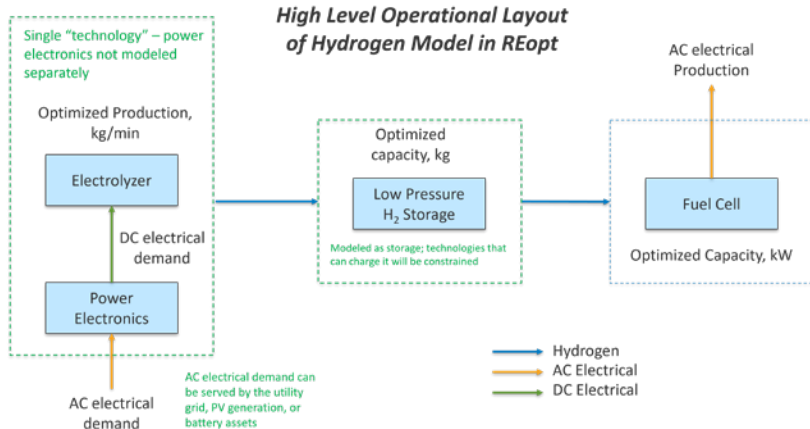 High Level Operational Layout
of Hydrogen Model in REopt
Single “technology” – power
electronics not modeled
separately
Optimized Production,
kg/min
Electrolyzer
DC electrical
demand
Power
Electronics
AC electrical
demand
AC electrical demand can
be served by the utility
grid, PV generation, or
battery assets
Optimized
capacity, kg
Low Pressure
H₂ Storage
Modeled as storage; technologies that
can charge it will be constrained
AC electrical
Production
Fuel Cell
Optimized Capacity, kW
Hydrogen
AC Electrical
DC Electrical